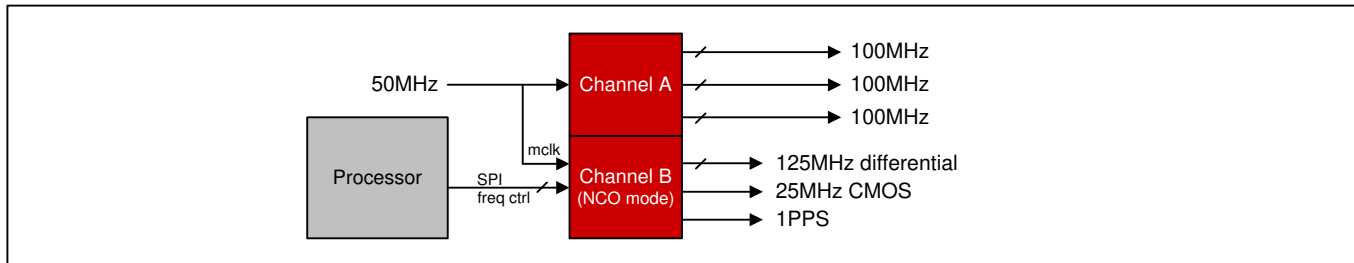 50MHz
Processor
SPI
freq ctrl
mclk
Channel A
Channel B
(NCO mode)
100MHz
100MHz
100MHz
125MHz differential
25MHz CMOS
1PPS